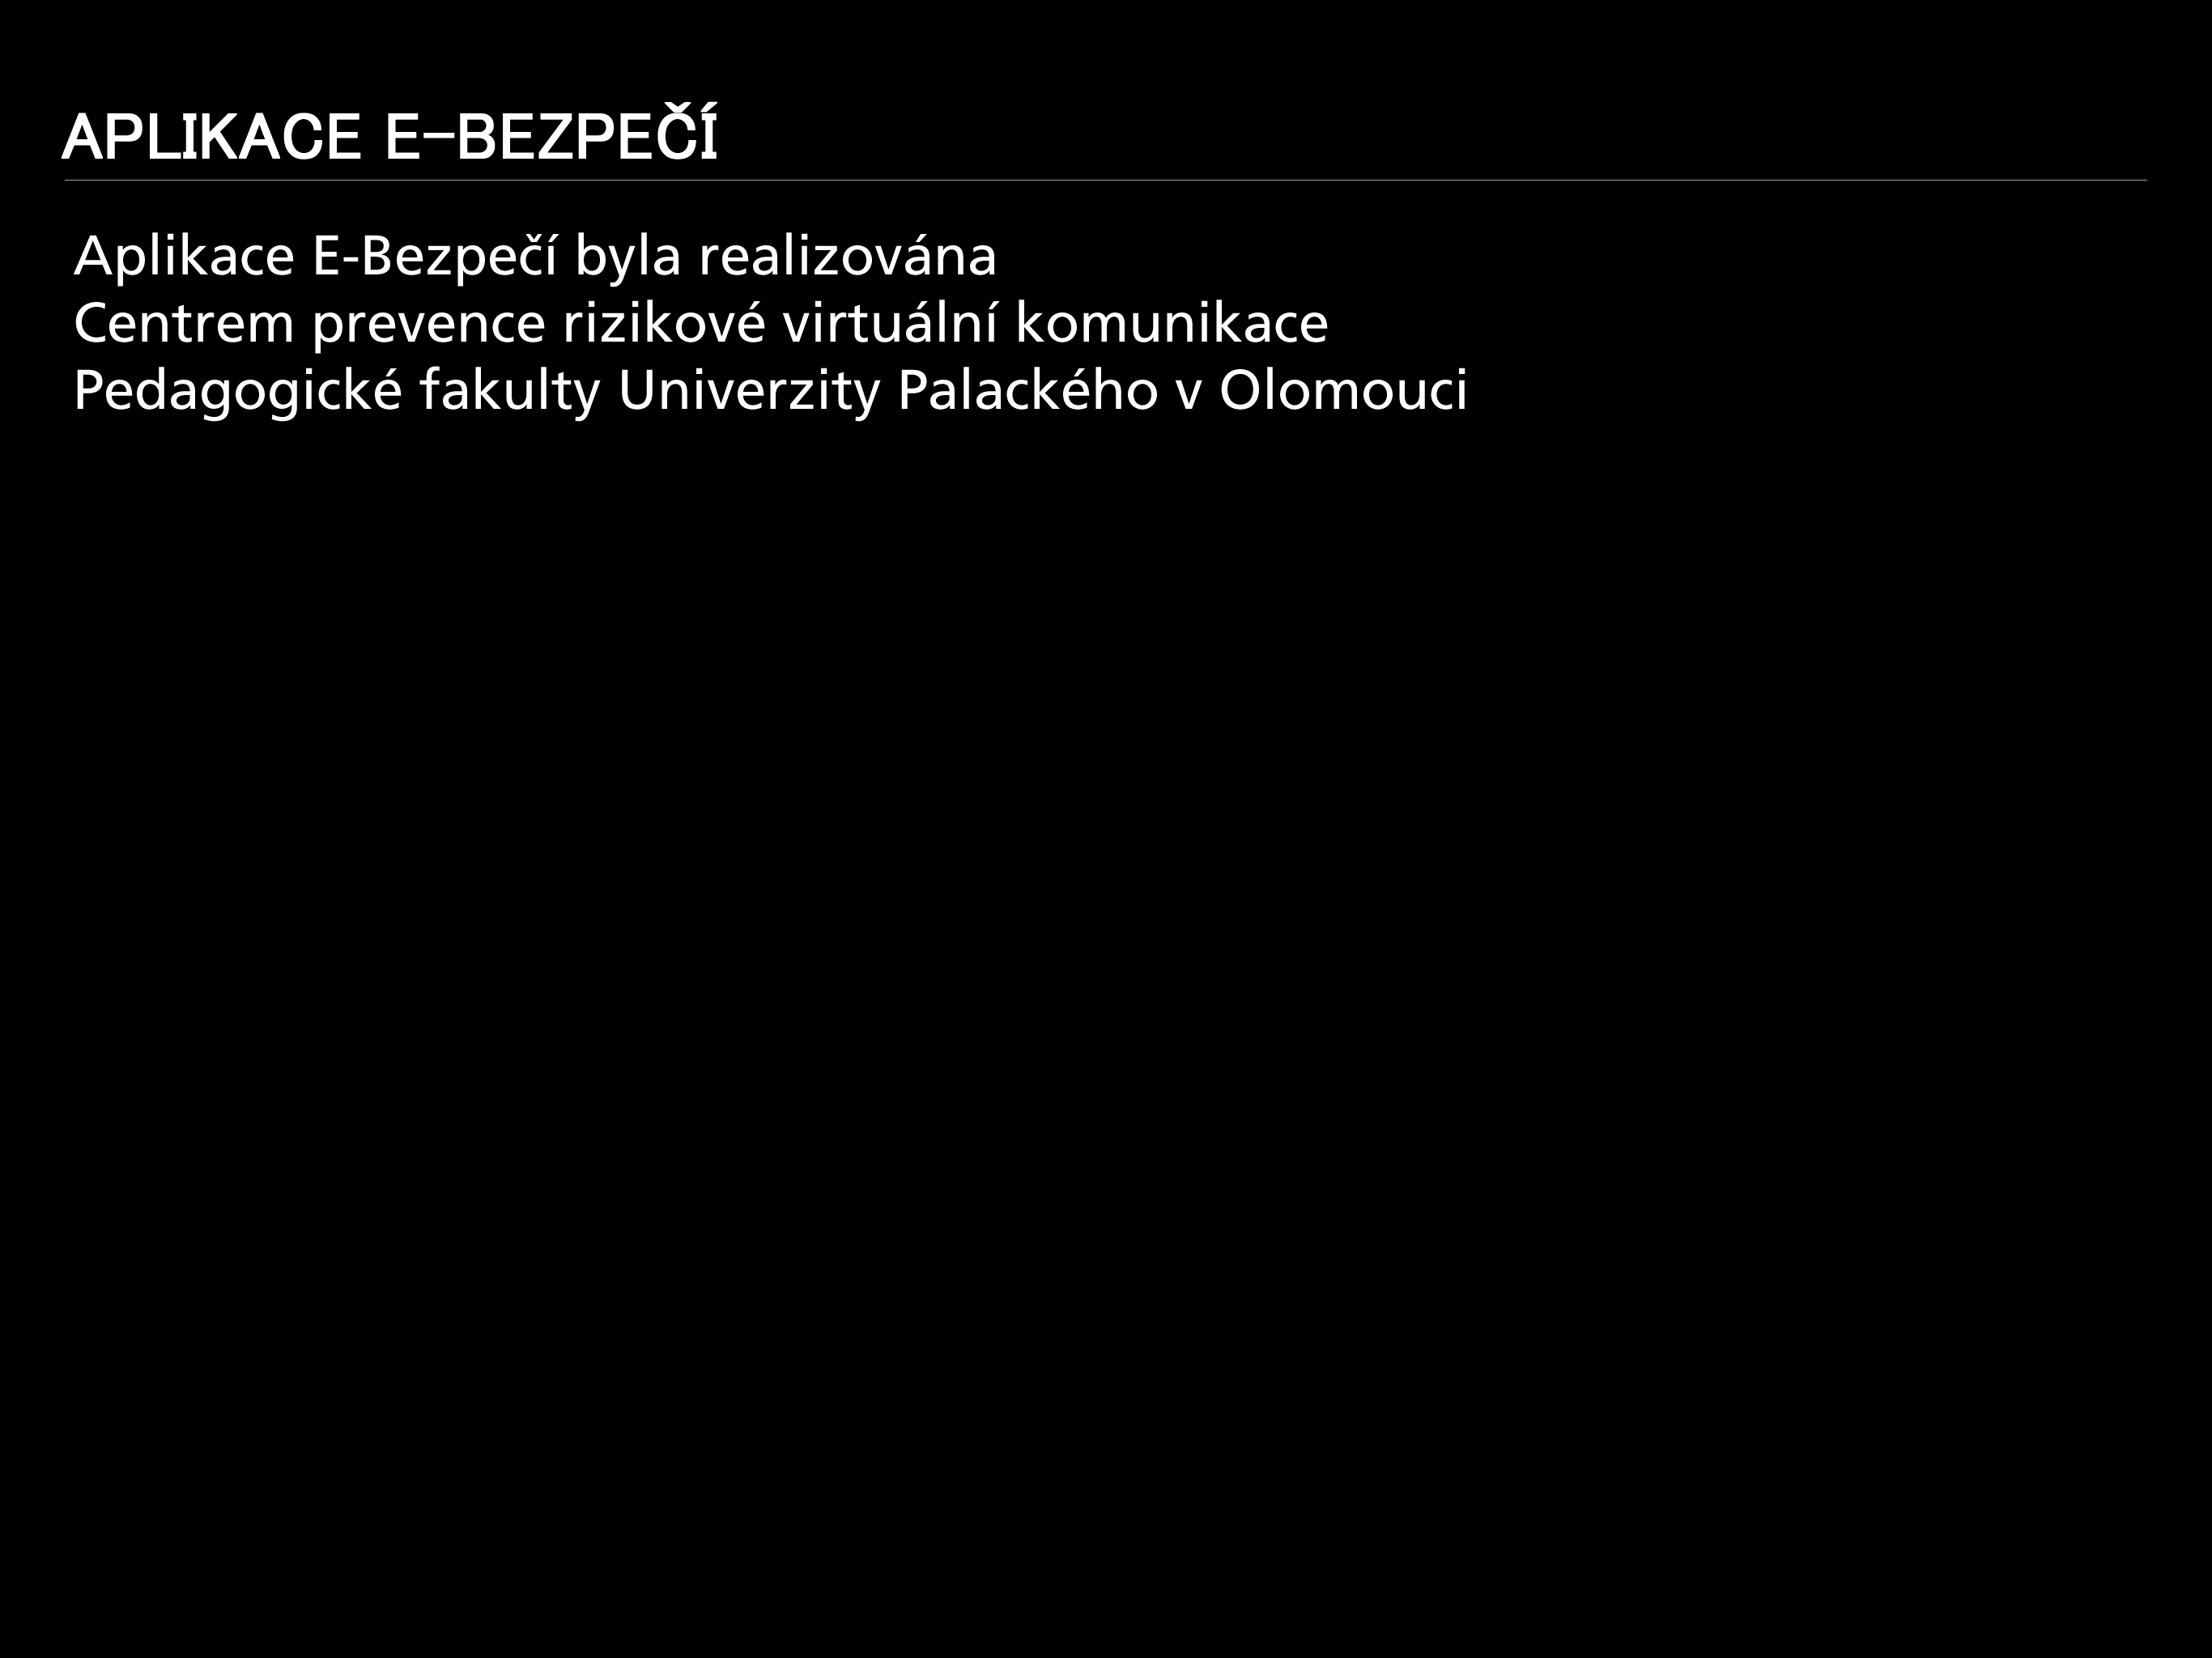 APLIKACE E-BEZPEČÍ
Aplikace E-Bezpečí byla realizována
Centrem prevence rizikové virtuální komunikace
Pedagogické fakulty Univerzity Palackého v Olomouci